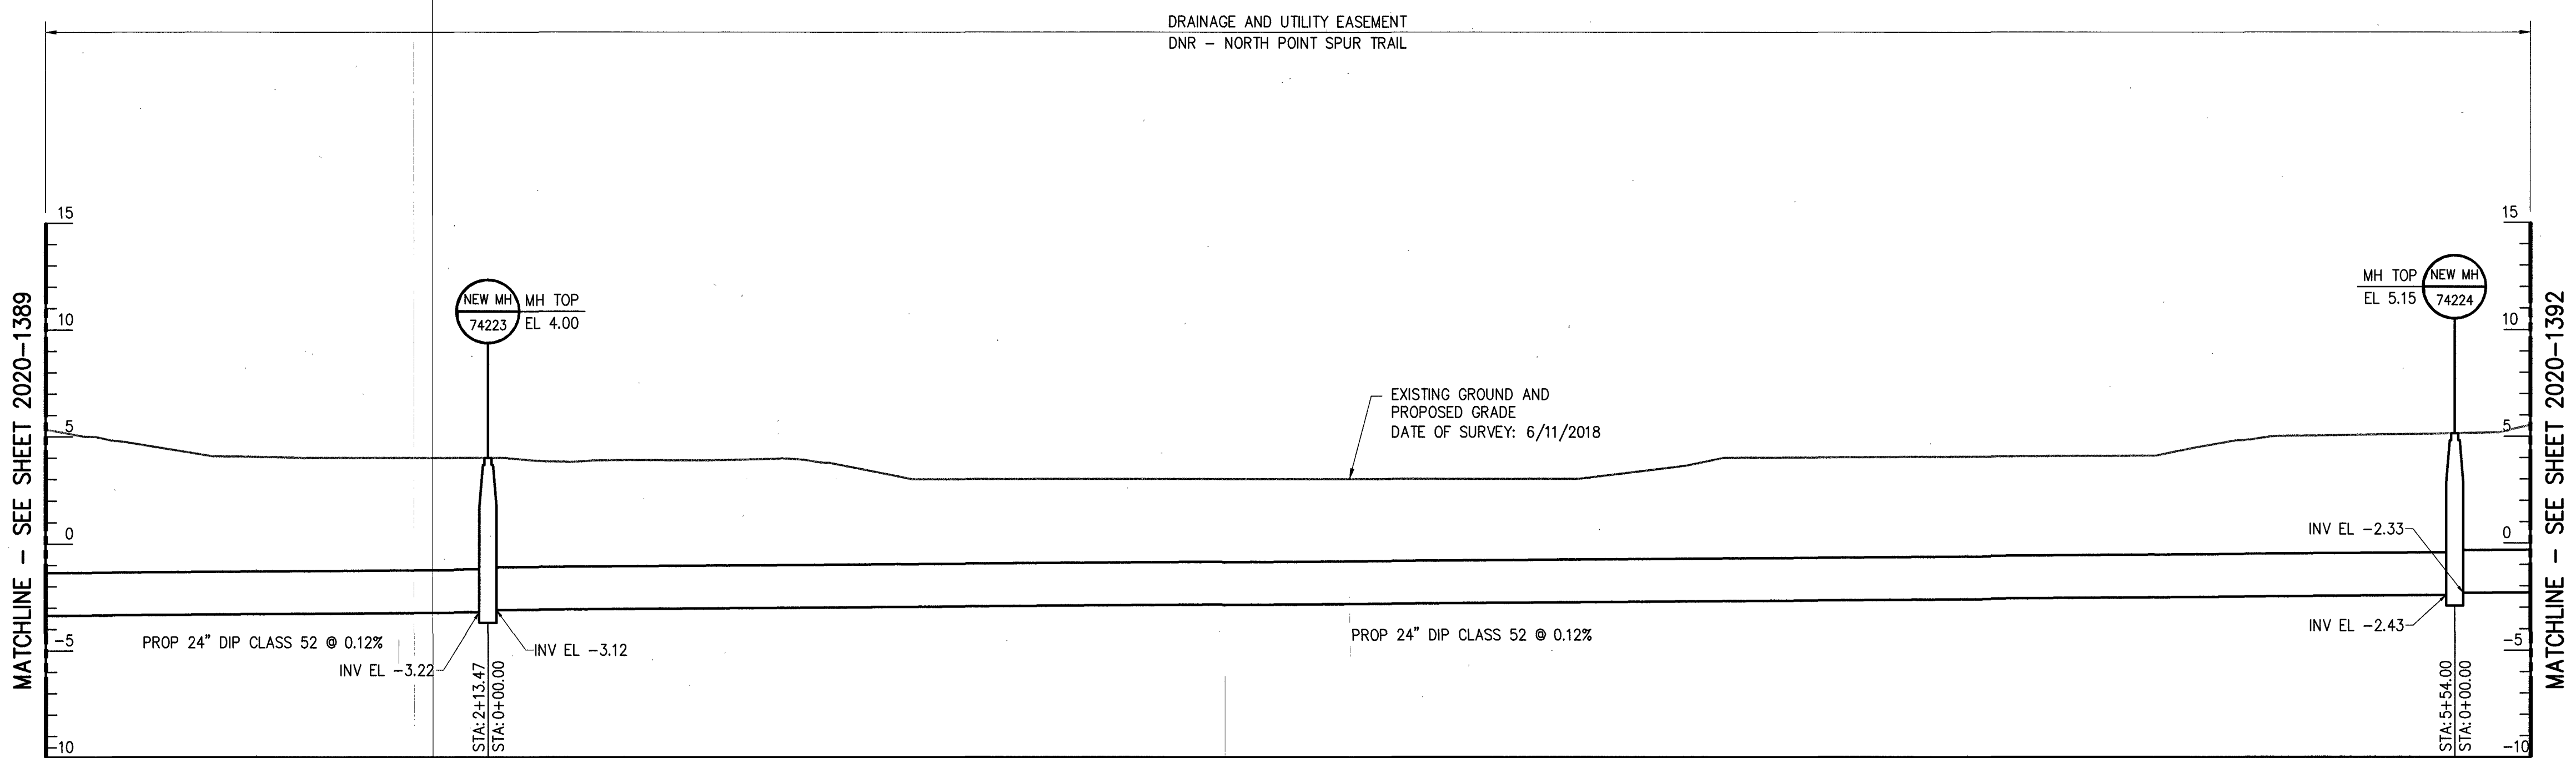 DRAINAGE AND UTILITY EASEMENT
DNR - NORTH POINT SPUR TRAIL
MATCHLINE - SEE SHEET 2020-1389
15
10
5
0
-5
-10
NEW MH
74223
MH TOP
EL 4.00
PROP 24" DIP CLASS 52 @ 0.12%
INV EL -3.22
INV EL -3.12
STA: 2+13.47
STA: 0+00.00
EXISTING GROUND AND
PROPOSED GRADE
DATE OF SURVEY: 6/11/2018
PROP 24" DIP CLASS 52 @ 0.12%
MH TOP
EL 5.15
NEW MH
74224
INV EL -2.33
INV EL -2.43
STA: 5+54.00
STA: 0+00.00
15
10
5
0
-5
-10
MATCHLINE - SEE SHEET 2020-1392